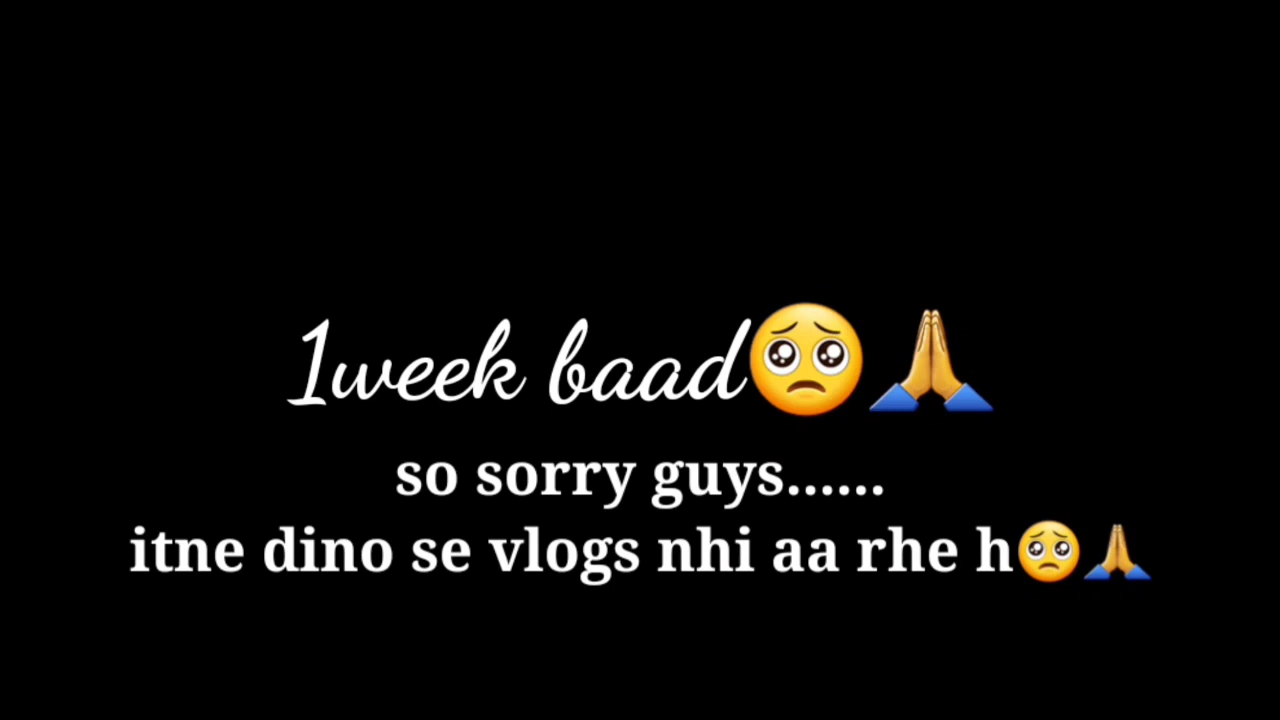 1week baad🥺🙏
so sorry guys......
itne dino se vlogs nhi aa rhe h🥺🙏